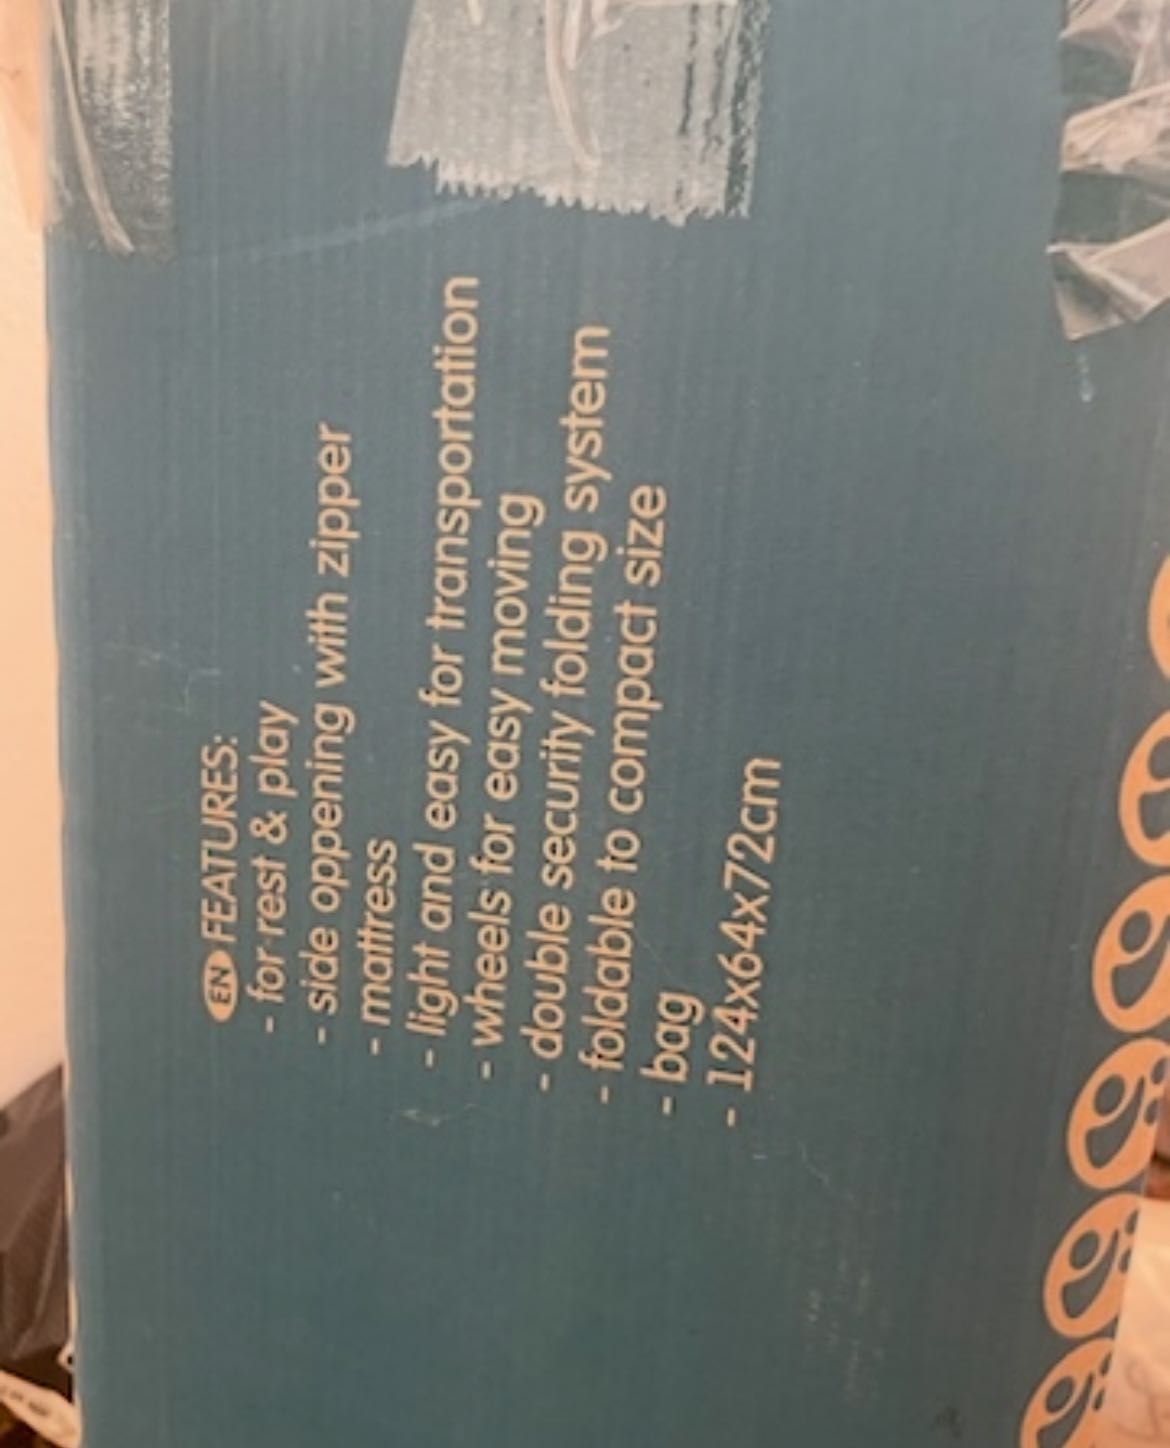 EN FEATURES:
- for rest & play
- side oppening with zipper
- mattress
- light and easy for transportation
- wheels for easy moving
- double security folding system
- foldable to compact size
- bag
- 124x64x72cm